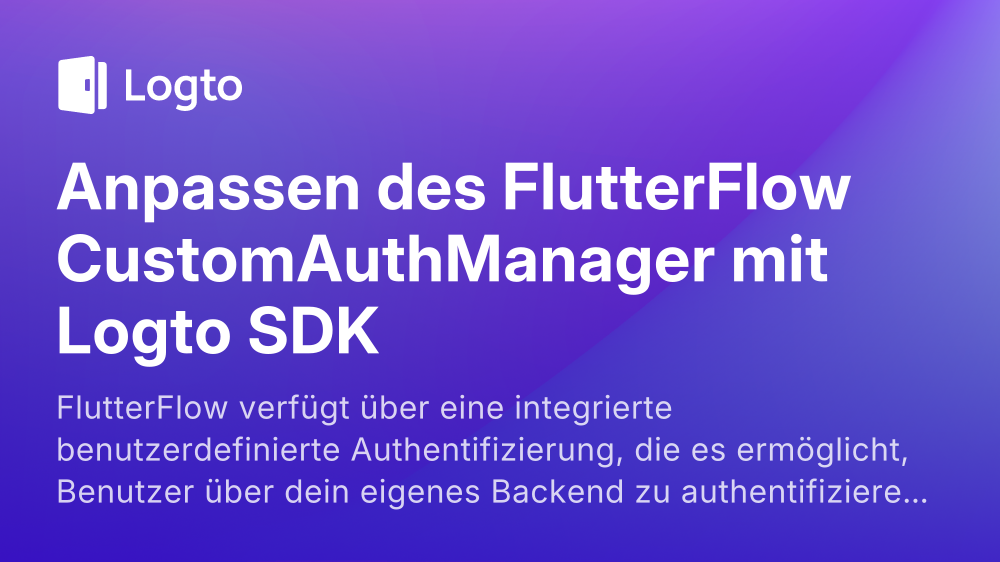 Logto
Anpassen des FlutterFlow
CustomAuthManager mit
Logto SDK
FlutterFlow verfügt über eine integrierte
benutzerdefinierte Authentifizierung, die es ermöglicht,
Benutzer über dein eigenes Backend zu authentifiziere...